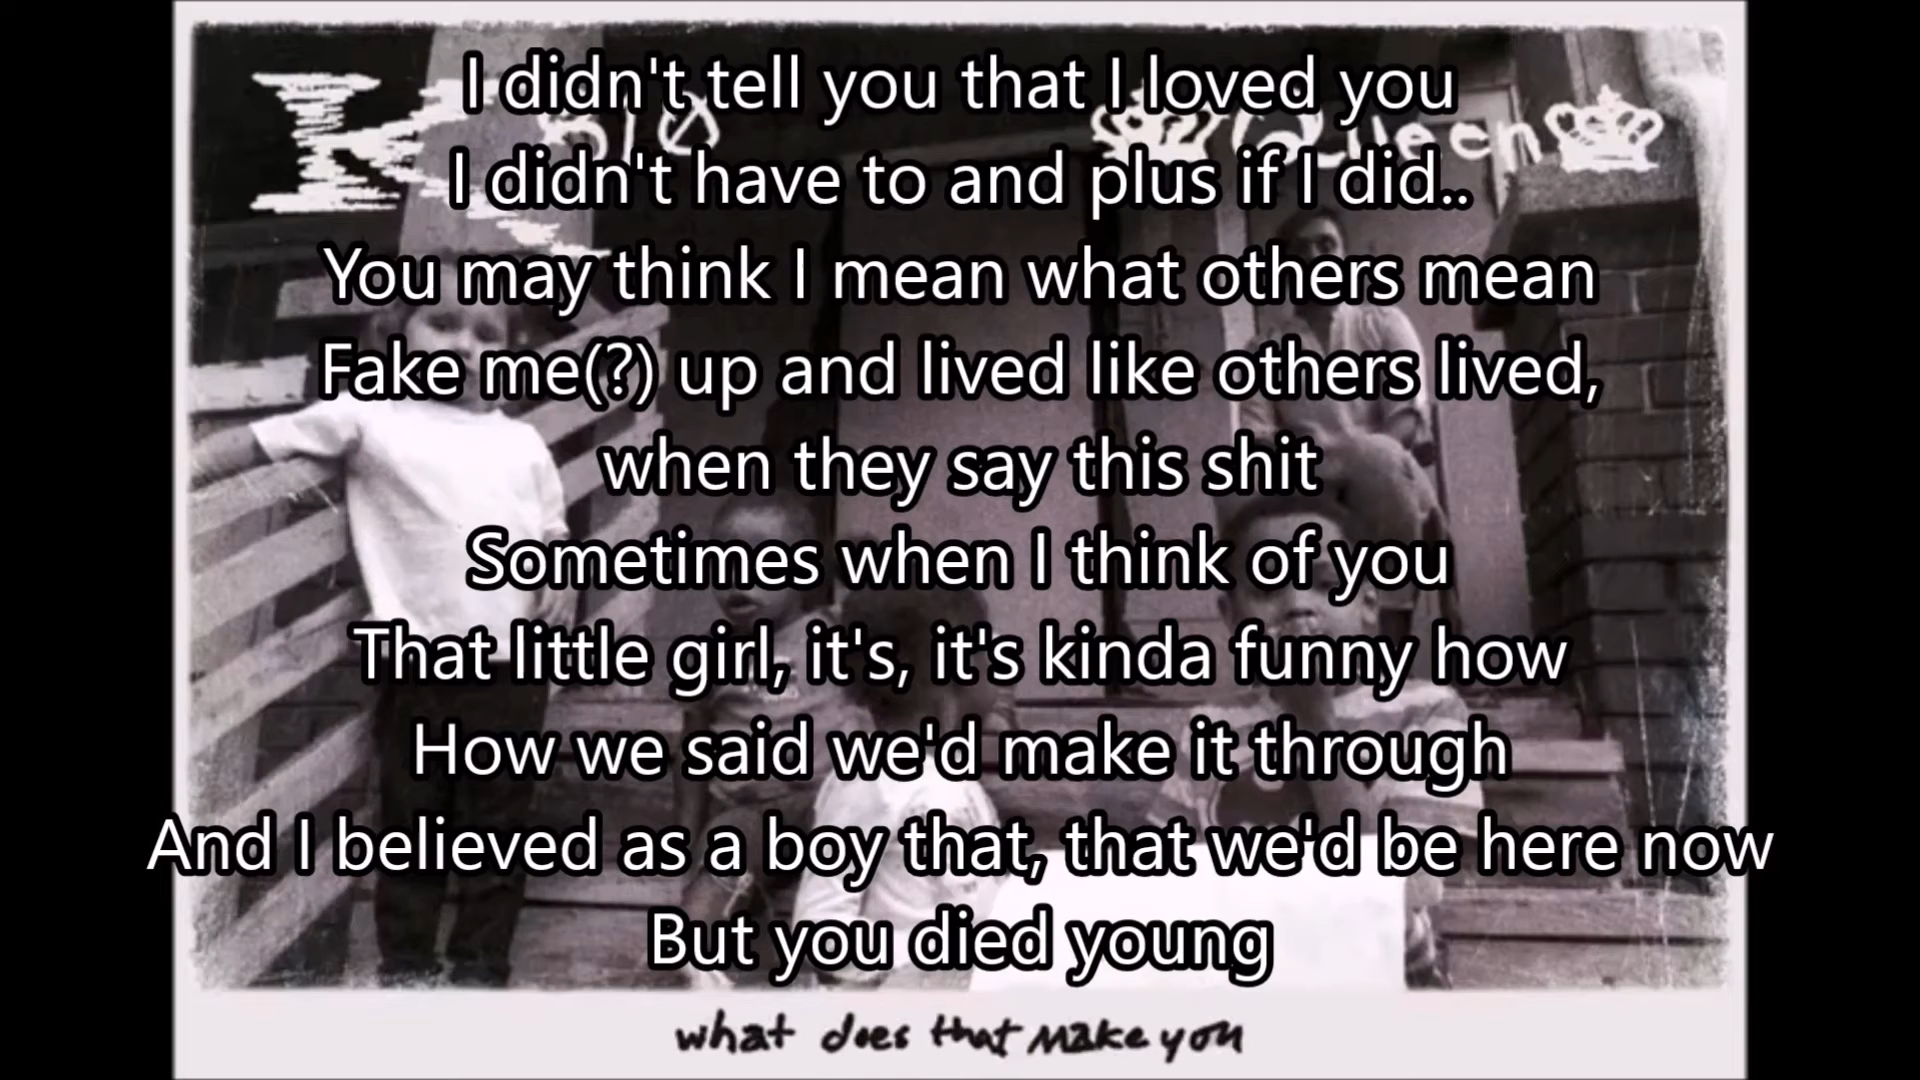 I didn't tell you that I loved you
I didn't have to and plus if I did..
You may think I mean what others mean
Fake me(?) up and lived like others lived,
when they say this shit
Sometimes when I think of you
That little girl, it's, it's kinda funny how
How we said we'd make it through
And I believed as a boy that, that we'd be here now
But you died young
Queen
what does that make you